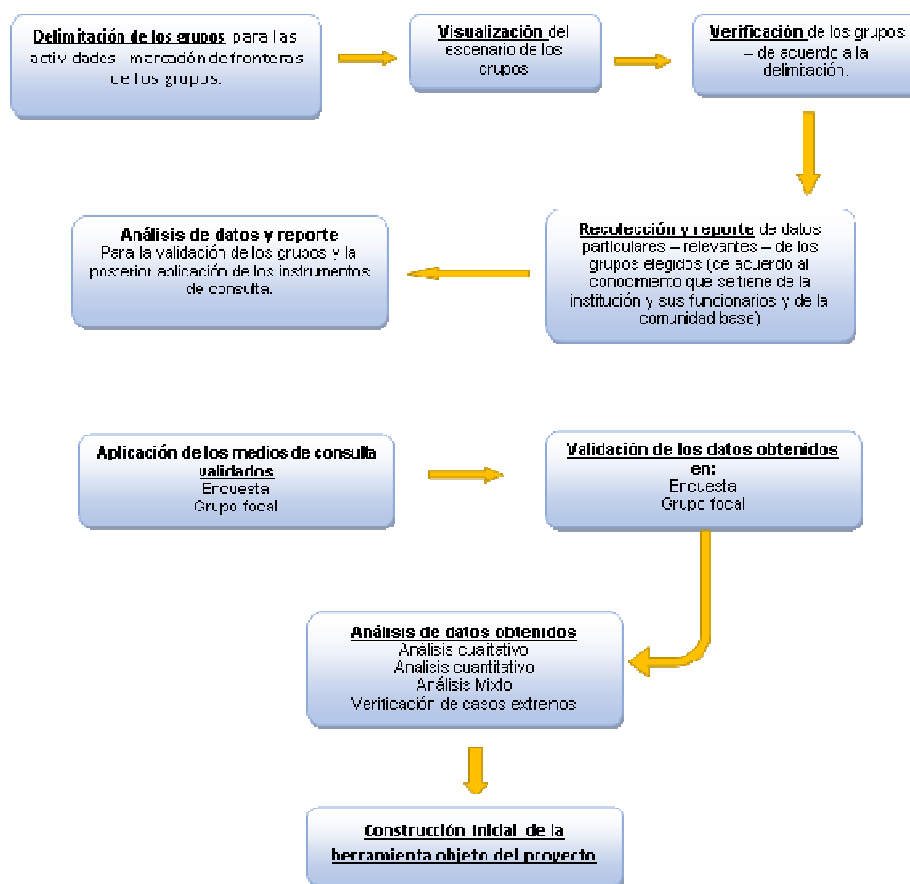 Delimitación de los grupos para las
actividades - marcación de fronteras
de los grupos.
Visualización del
escenario de los
grupos
Verificación de los grupos
– de acuerdo a la
delimitación.
Recolección y reporte de datos
particulares – relevantes – de los
grupos elegidos (de acuerdo al
conocimiento que se tiene de la
institución y sus funcionarios y de la
comunidad base)
Análisis de datos y reporte
Para la validación de los grupos y la
posterior aplicación de los instrumentos
de consulta.
Aplicación de los medios de consulta
validados
Encuesta
Grupo focal
Validación de los datos obtenidos
en:
Encuesta
Grupo focal
Análisis de datos obtenidos
Análisis cualitativo
Analisis cuantitativo
Análisis Mixto
Verificación de casos extremos
Construcción Inicial de la
herramienta objeto del proyecto